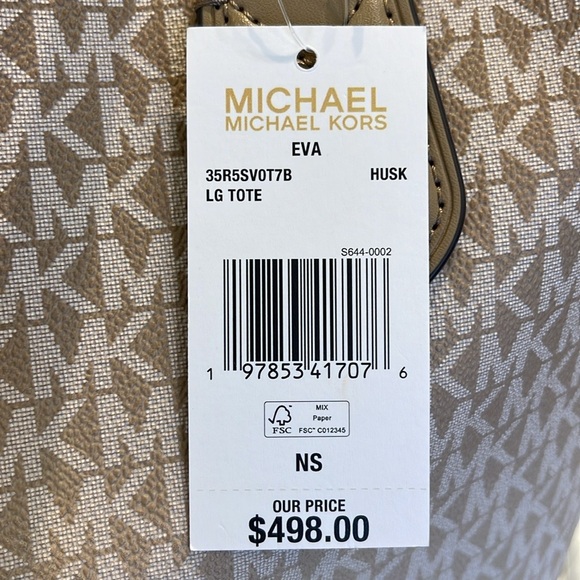 MICHAEL
MICHAEL KORS
EVA
35R5SV0T7B HUSK
LG TOTE
S644-0002
1 97853 41707 6
FSC
MIX
Paper
FSC® C012345
NS
OUR PRICE
$498.00